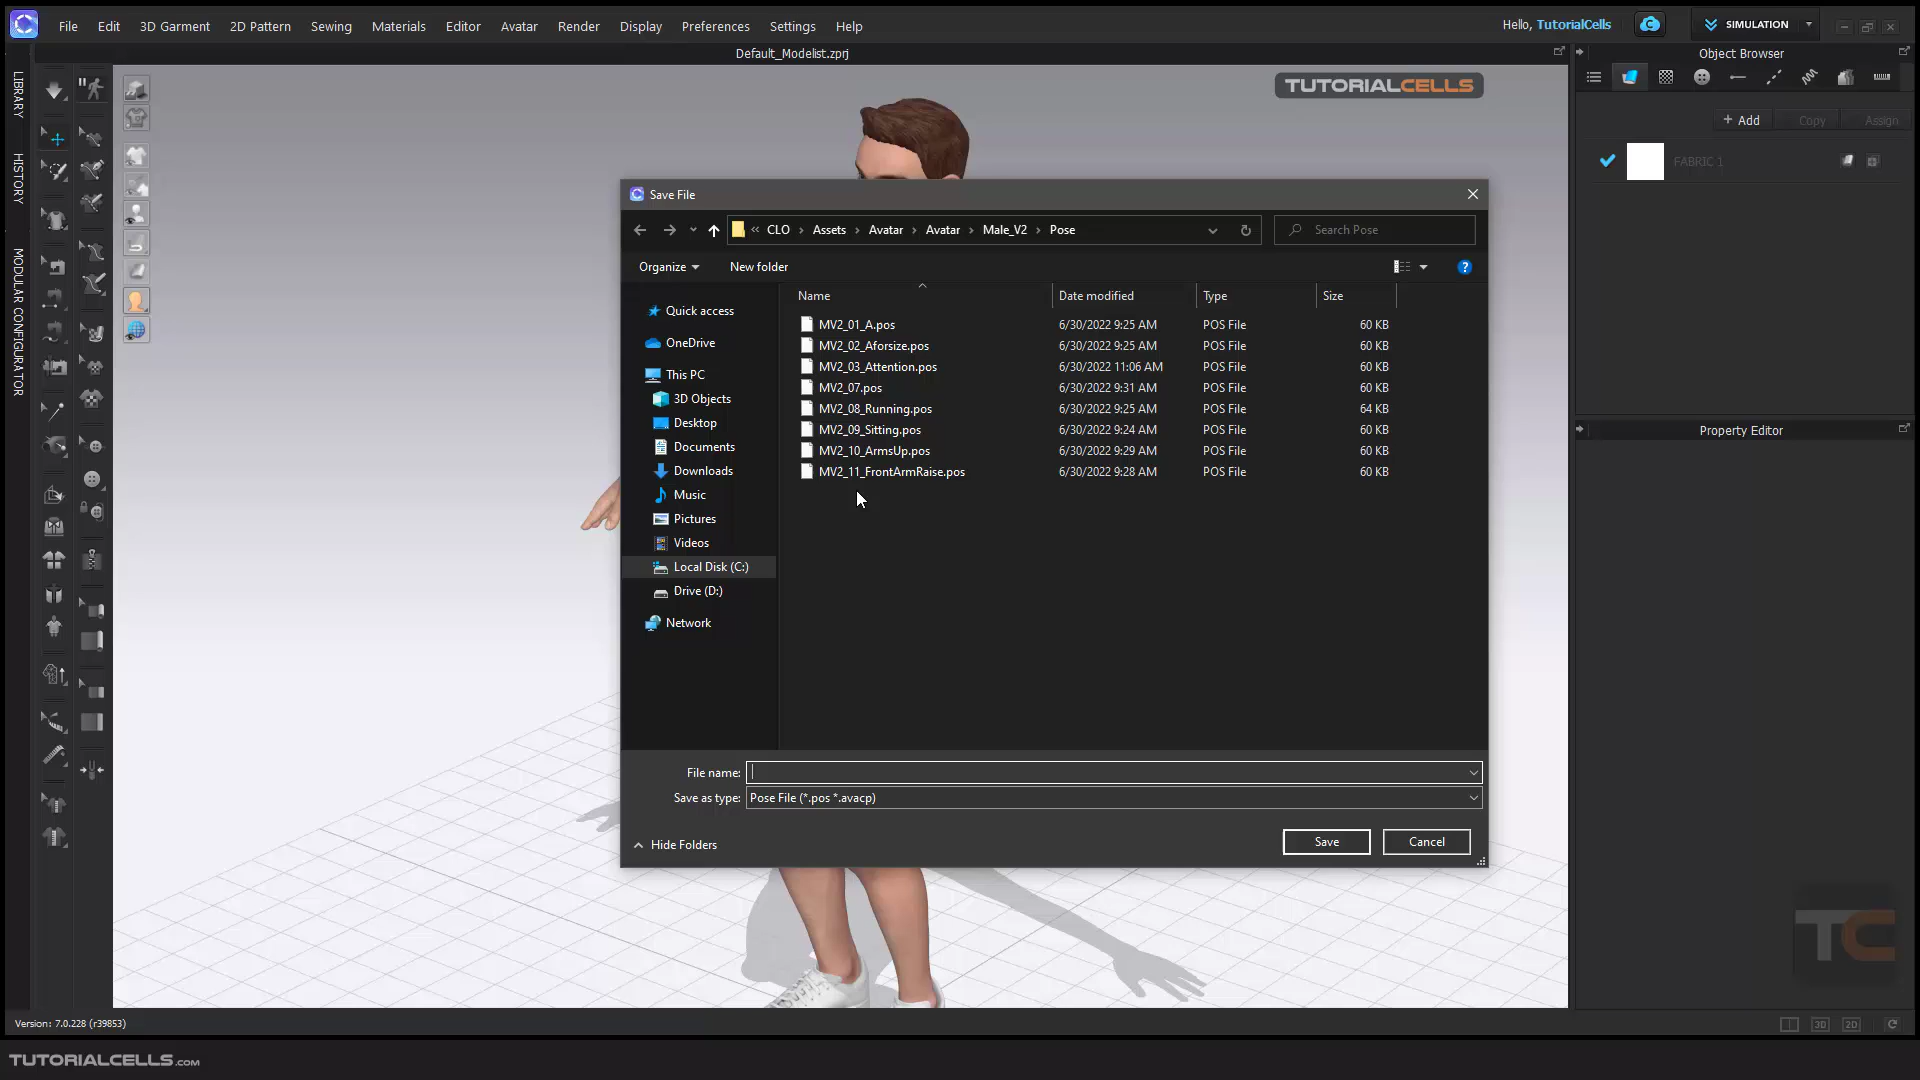 File Edit 3D Garment 2D Pattern Sewing Materials Editor Avatar Render Display Preferences Settings Help
Hello, TutorialCells
SIMULATION
Default_Modelist.zprj
Object Browser
LIBRARY
HISTORY
MODULAR CONFIGURATOR
TUTORIALCELLS
+ Add Copy Assign
FABRIC 1
Property Editor
Save File
« CLO › Assets › Avatar › Avatar › Male_V2 › Pose
Search Pose
Organize New folder
Quick access
OneDrive
This PC
3D Objects
Desktop
Documents
Downloads
Music
Pictures
Videos
Local Disk (C:)
Drive (D:)
Network
Name Date modified Type Size
MV2_01_A.pos 6/30/2022 9:25 AM POS File 60 KB
MV2_02_Aforsize.pos 6/30/2022 9:25 AM POS File 60 KB
MV2_03_Attention.pos 6/30/2022 11:06 AM POS File 60 KB
MV2_07.pos 6/30/2022 9:31 AM POS File 60 KB
MV2_08_Running.pos 6/30/2022 9:25 AM POS File 64 KB
MV2_09_Sitting.pos 6/30/2022 9:24 AM POS File 60 KB
MV2_10_ArmsUp.pos 6/30/2022 9:29 AM POS File 60 KB
MV2_11_FrontArmRaise.pos 6/30/2022 9:28 AM POS File 60 KB
File name:
Save as type: Pose File (*.pos *.avacp)
Hide Folders
Save Cancel
TC
Version: 7.0.228 (r39853)
3D 2D
TUTORIALCELLS.com